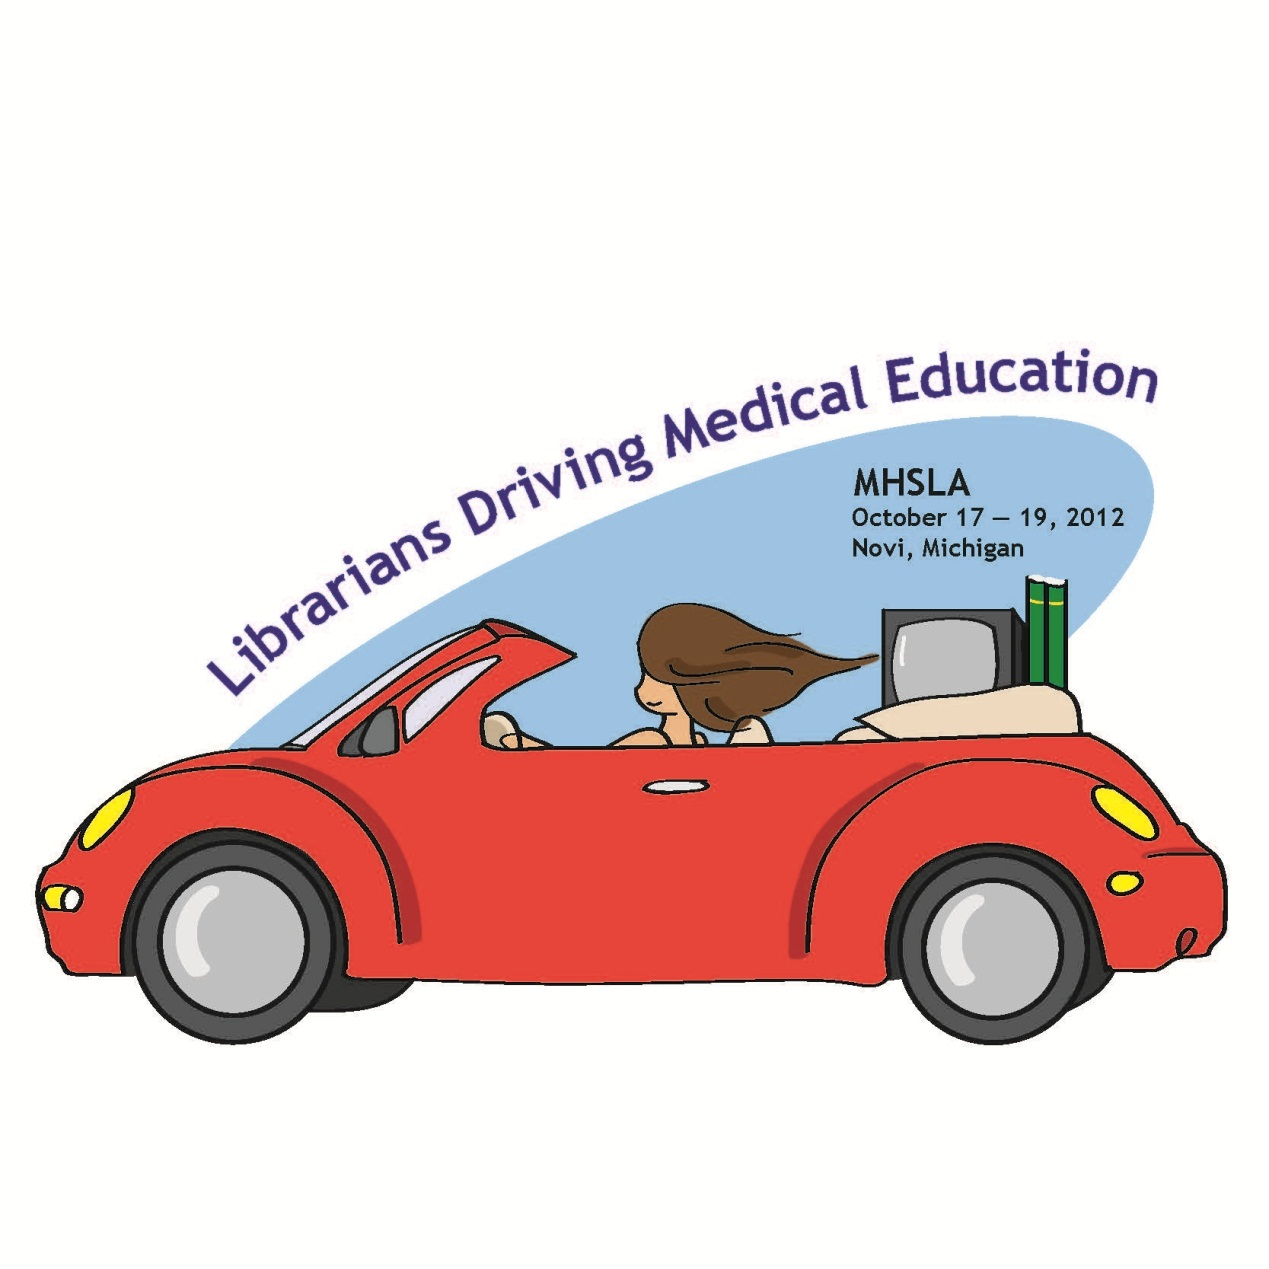 Librarians Driving Medical Education
MHSLA
October 17 – 19, 2012
Novi, Michigan